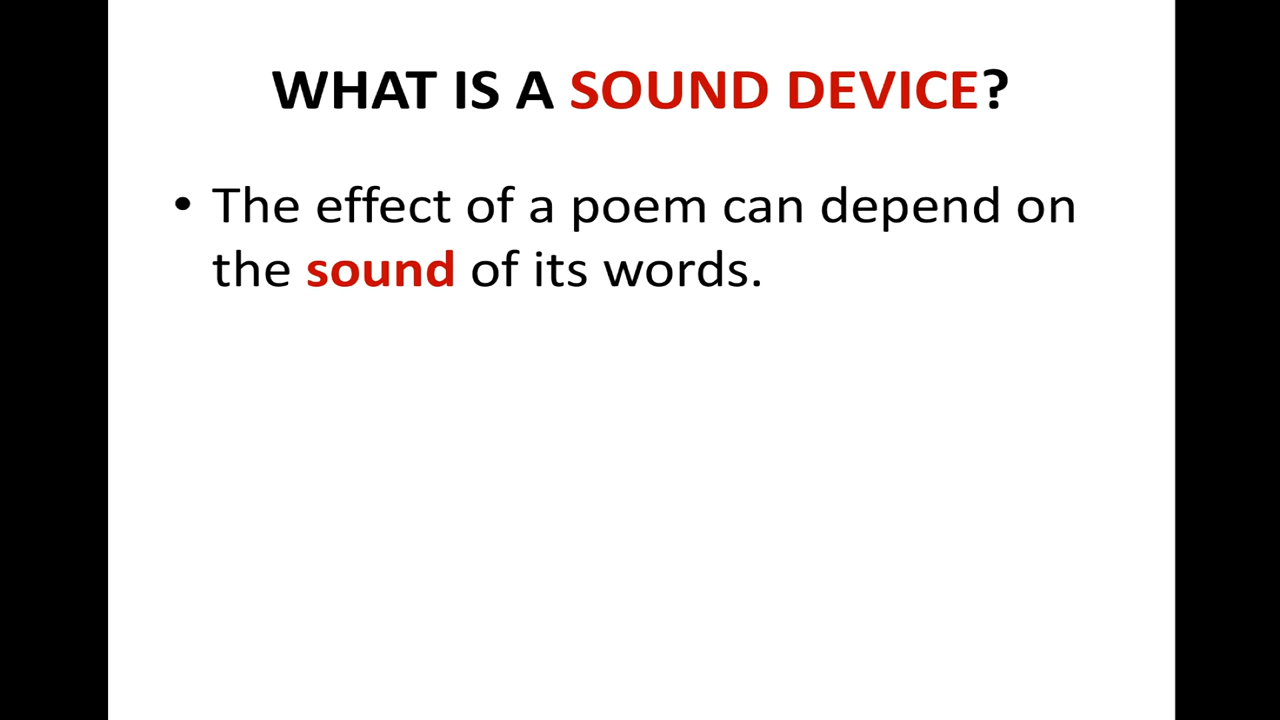 WHAT IS A SOUND DEVICE?
• The effect of a poem can depend on
the sound of its words.